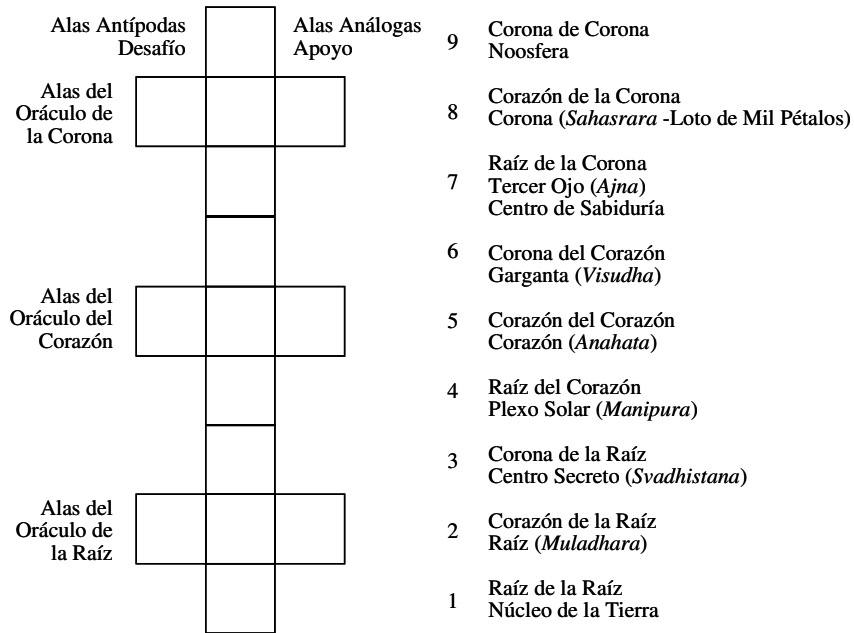 Alas Antípodas
Desafío
Alas Análogas
Apoyo
Alas del
Oráculo de
la Corona
Alas del
Oráculo del
Corazón
Alas del
Oráculo de
la Raíz
9 Corona de Corona
Noosfera
8 Corazón de la Corona
Corona (Sahasrara -Loto de Mil Pétalos)
7 Raíz de la Corona
Tercer Ojo (Ajna)
Centro de Sabiduría
6 Corona del Corazón
Garganta (Visudha)
5 Corazón del Corazón
Corazón (Anahata)
4 Raíz del Corazón
Plexo Solar (Manipura)
3 Corona de la Raíz
Centro Secreto (Svadhistana)
2 Corazón de la Raíz
Raíz (Muladhara)
1 Raíz de la Raíz
Núcleo de la Tierra